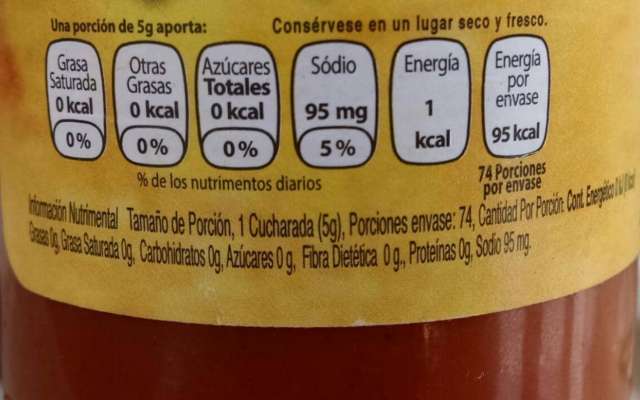 Una porción de 5g aporta: Consérvese en un lugar seco y fresco.
Grasa Saturada 0 kcal 0%
Otras Grasas 0 kcal 0%
Azúcares Totales 0 kcal 0%
Sódio 95 mg 5%
Energía 1 kcal
Energía por envase 95 kcal
% de los nutrimentos diarios
74 Porciones
por envase
Información Nutrimental Tamaño de Porción, 1 Cucharada (5g), Porciones envase: 74, Cantidad Por Porción: Cont. Energético
Grasas 0g, Grasa Saturada 0g, Carbohidratos 0g, Azúcares 0 g, Fibra Dietética 0 g., Proteínas 0g, Sodio 95 mg.